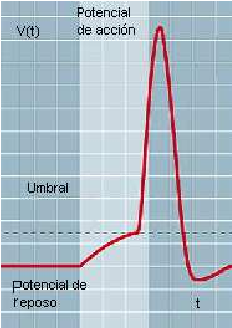 Potencial
de acción
V(t)
Umbral
Potencial de
reposo
t